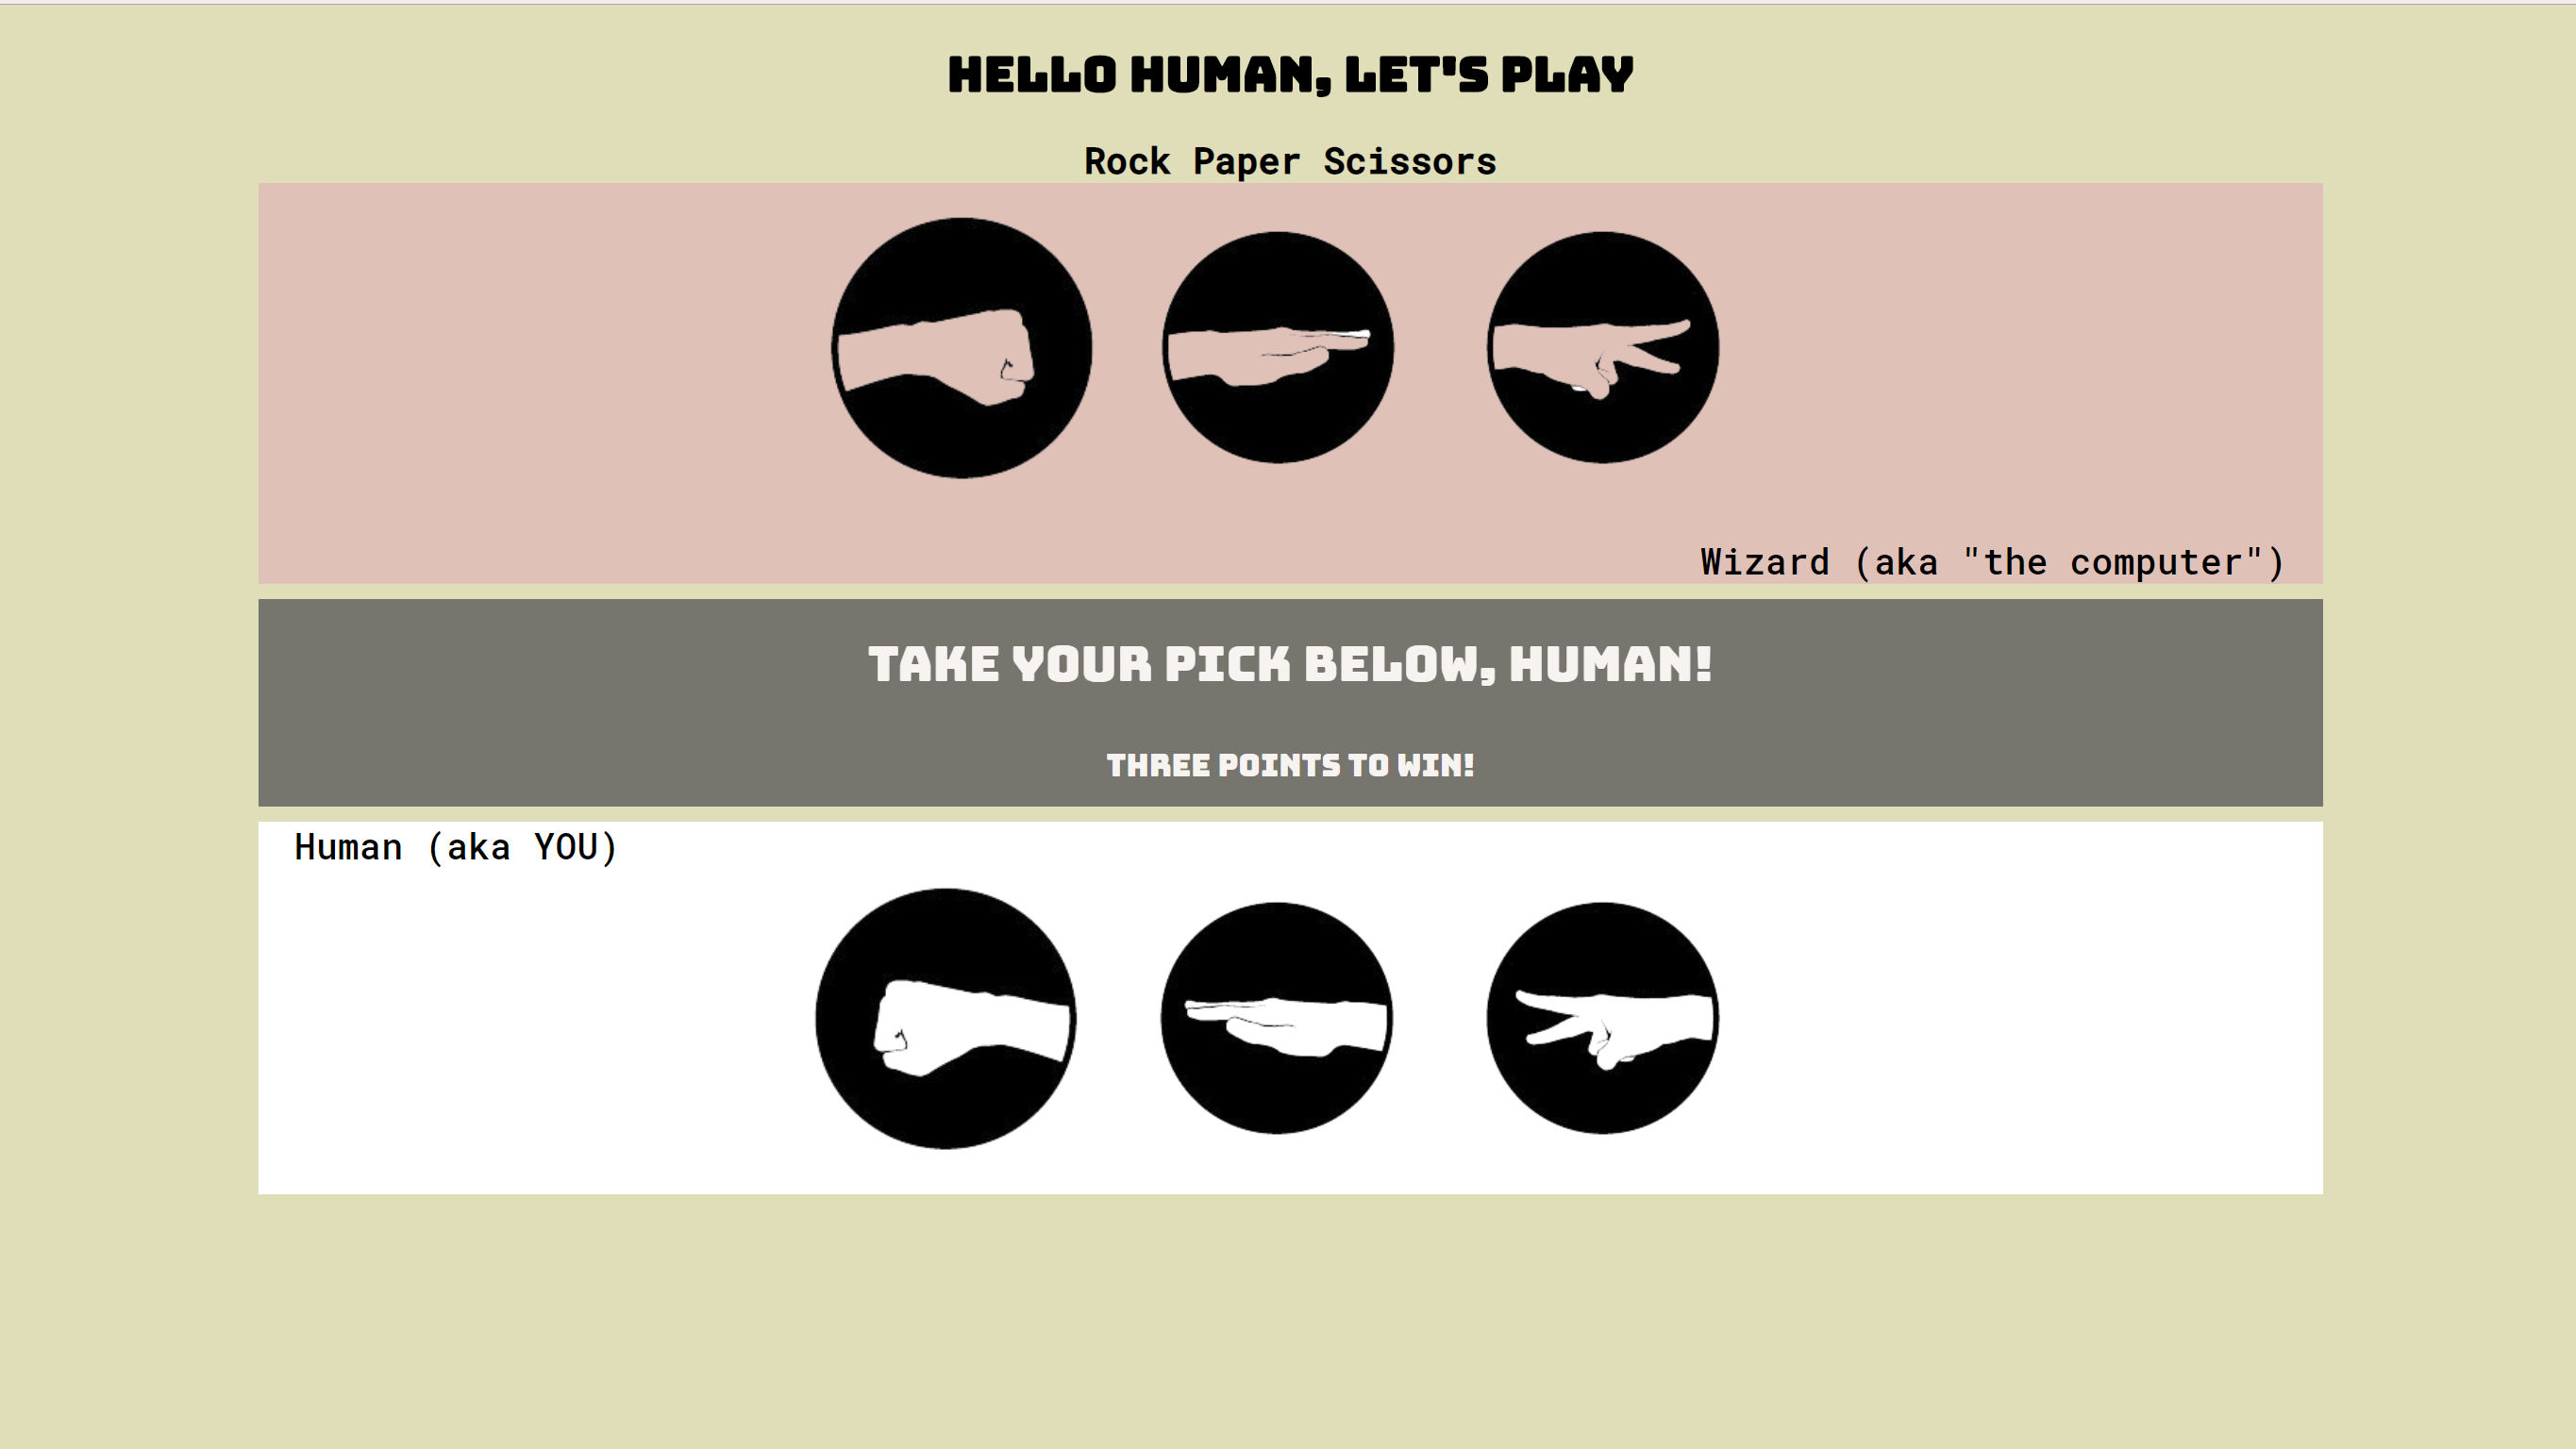 HELLO HUMAN, LET'S PLAY
Rock Paper Scissors
Wizard (aka "the computer")
TAKE YOUR PICK BELOW, HUMAN!
THREE POINTS TO WIN!
Human (aka YOU)